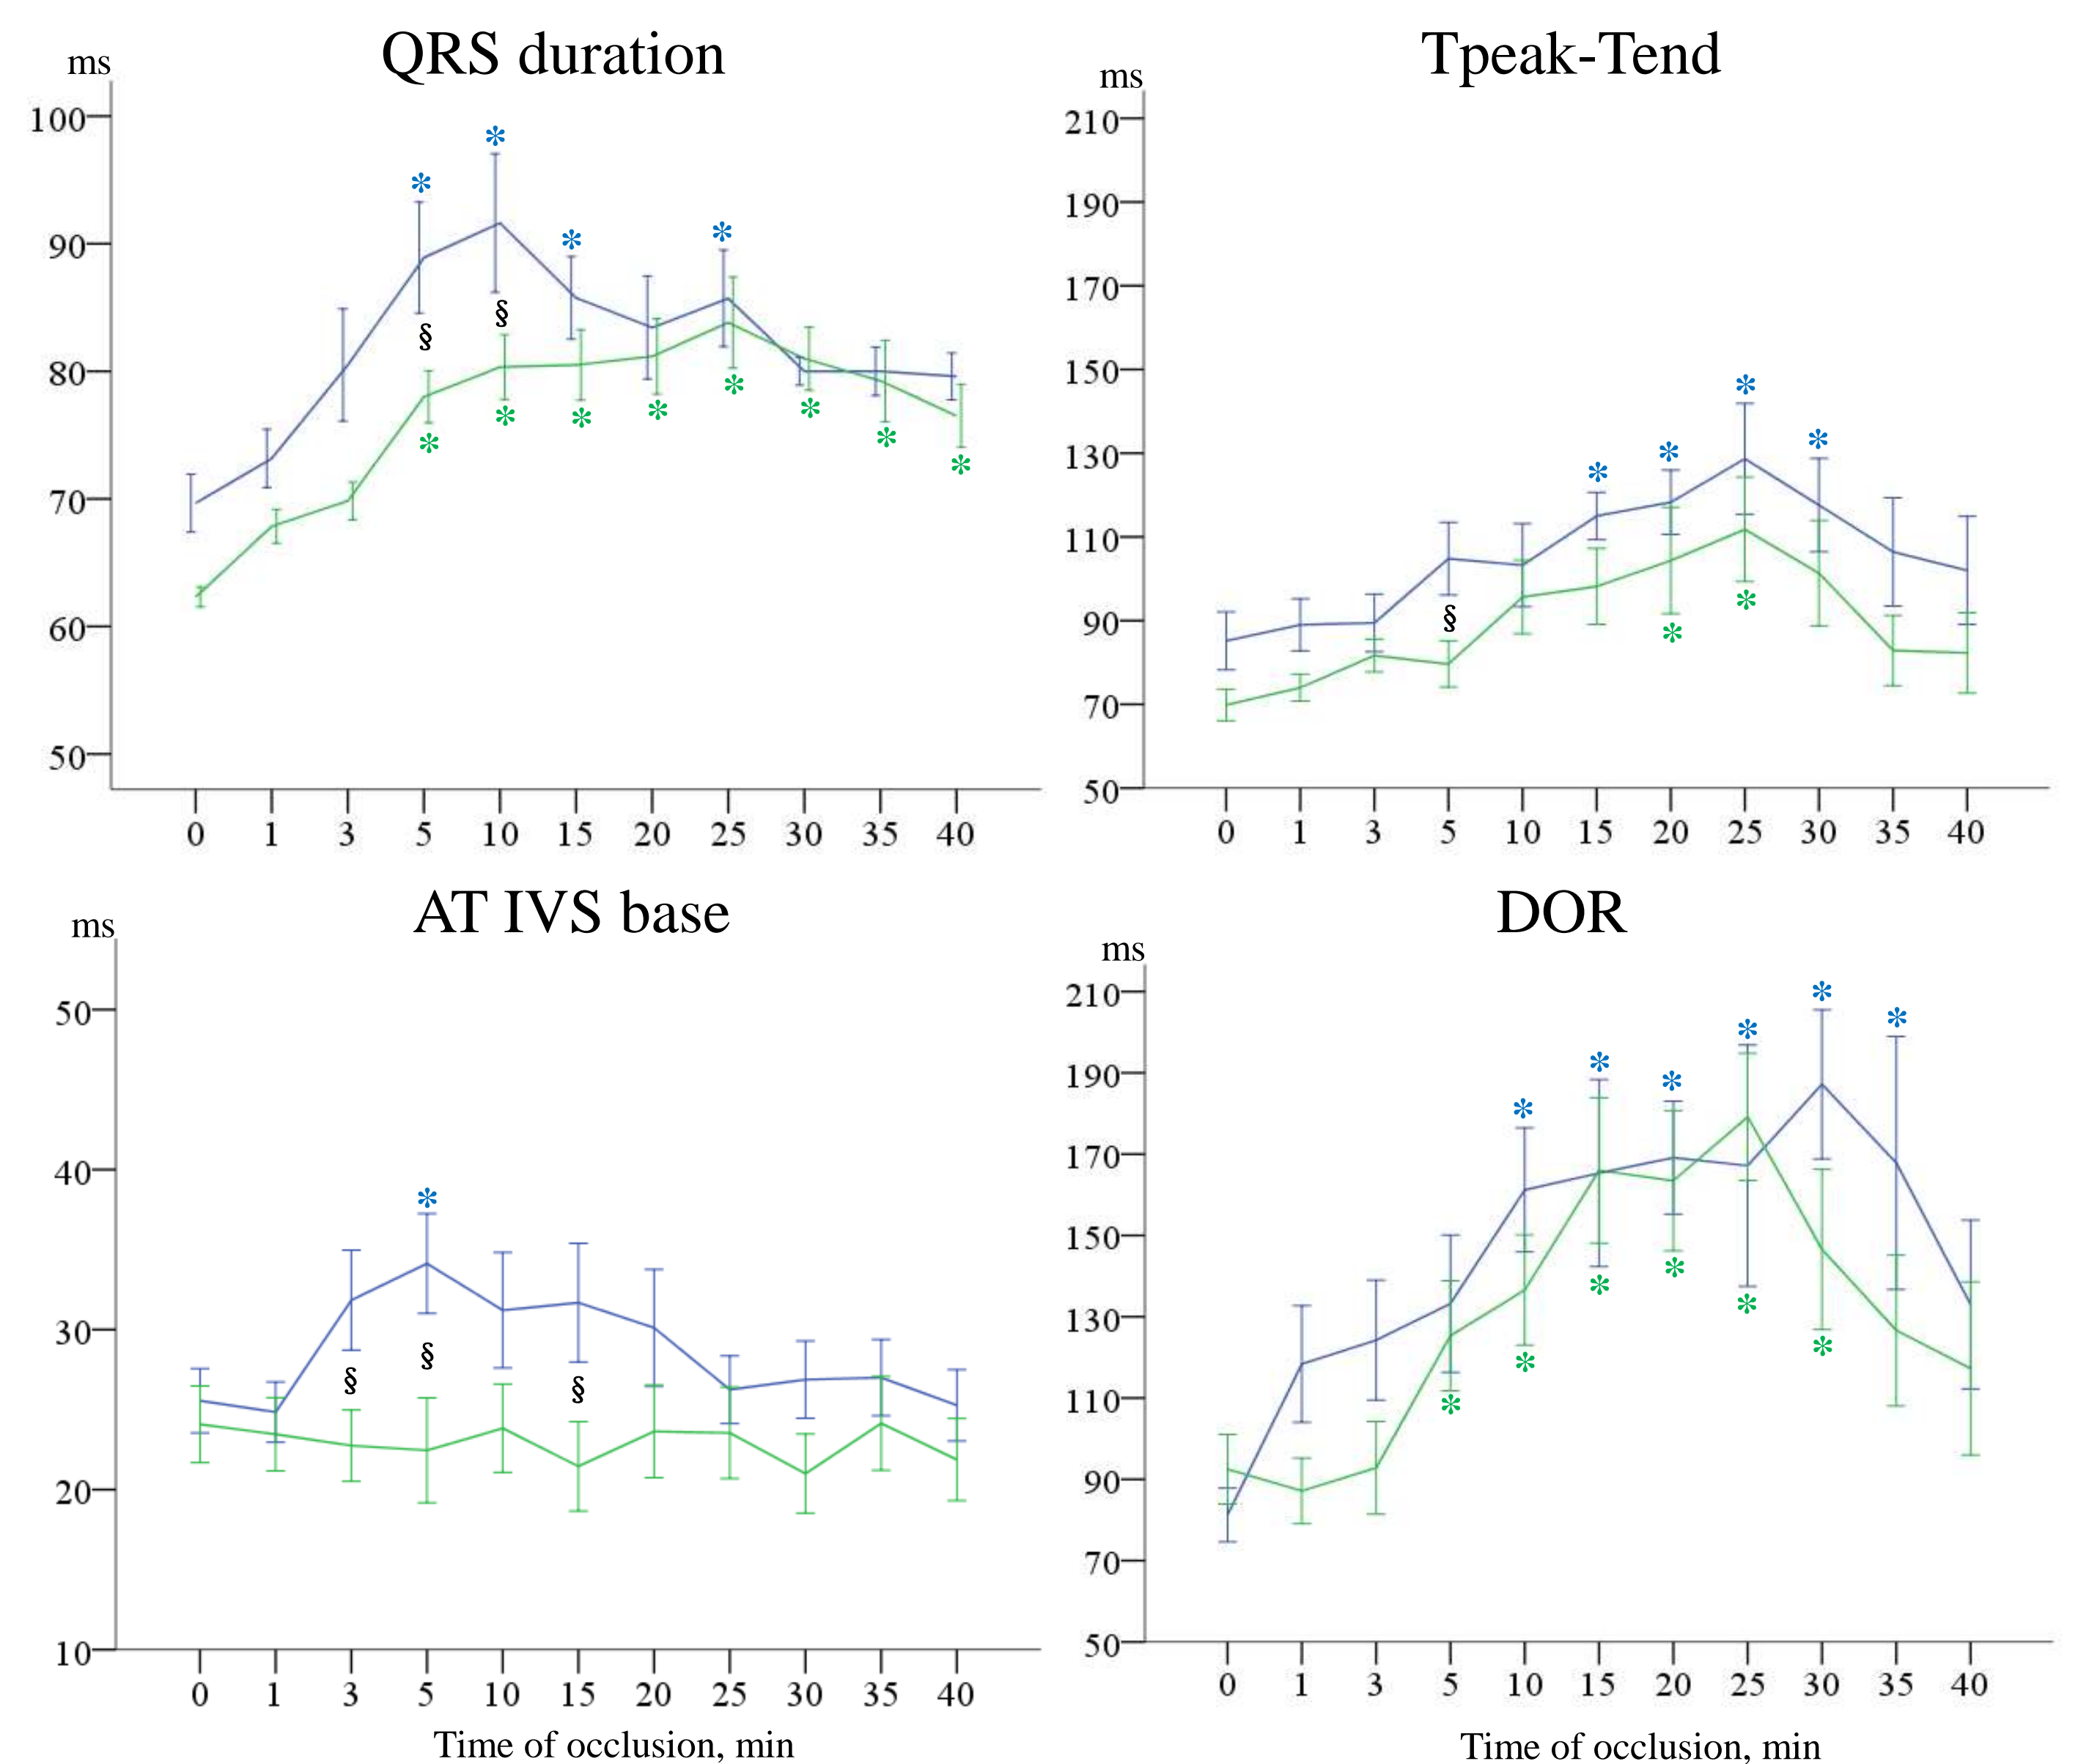 QRS duration
ms
100
90
80
70
60
50
* * * * 
§ §
* * * * * * * *
0 1 3 5 10 15 20 25 30 35 40
Tpeak-Tend
ms
210
190
170
150
130
110
90
70
50
* * * *
§
* *
0 1 3 5 10 15 20 25 30 35 40
AT IVS base
ms
50
40
30
20
10
*
§ § §
0 1 3 5 10 15 20 25 30 35 40
Time of occlusion, min
DOR
ms
210
190
170
150
130
110
90
70
50
* * * * * *
* * * * * *
0 1 3 5 10 15 20 25 30 35 40
Time of occlusion, min